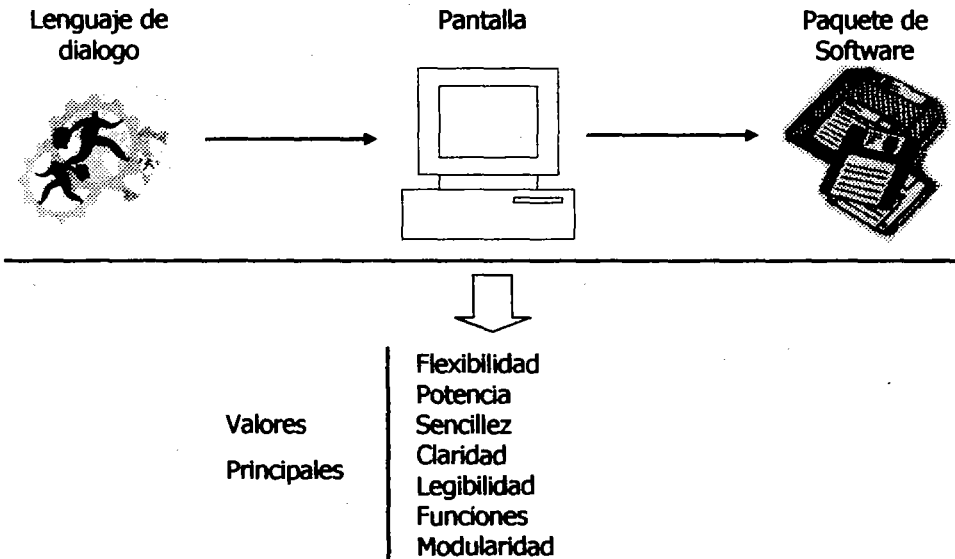 Lenguaje de
dialogo
Pantalla
Paquete de
Software
Valores
Principales
Flexibilidad
Potencia
Sencillez
Claridad
Legibilidad
Funciones
Modularidad